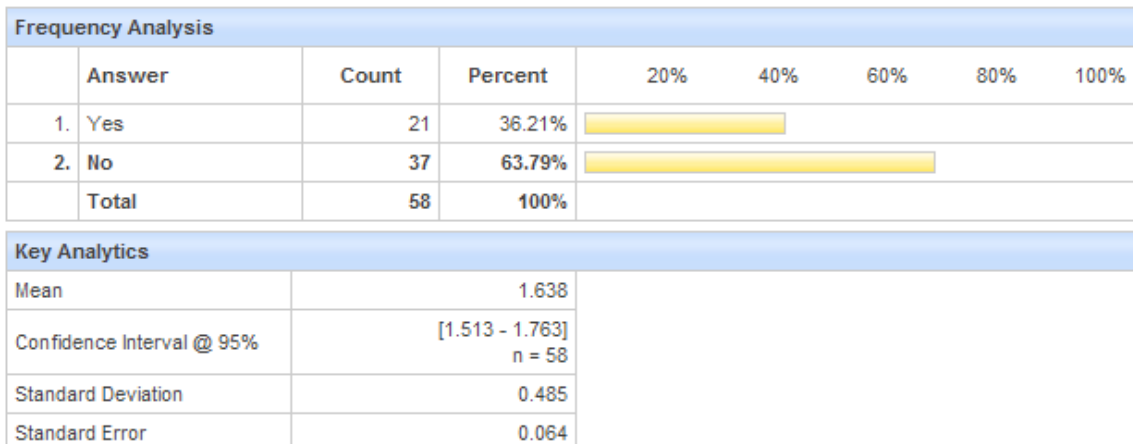 Frequency Analysis
Answer Count Percent 20% 40% 60% 80% 100%
1. Yes 21 36.21%
2. No 37 63.79%
Total 58 100%
Key Analytics
Mean 1.638
Confidence Interval @ 95% [1.513 - 1.763]
n = 58
Standard Deviation 0.485
Standard Error 0.064